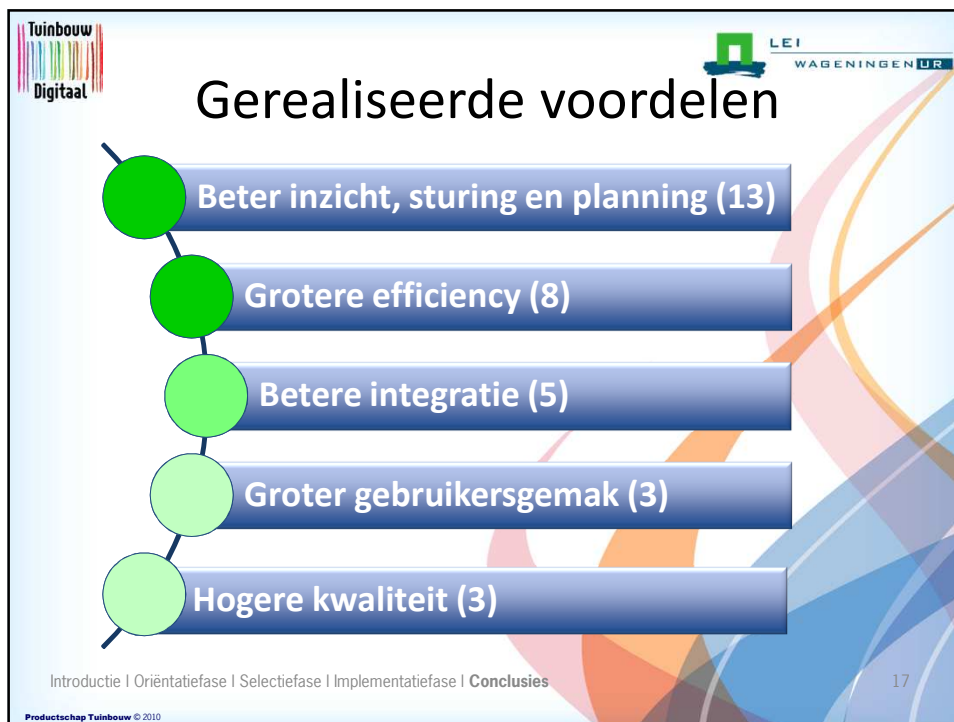 Tuinbouw
Digitaal
LEI
WAGENINGEN UR
Gerealiseerde voordelen
Beter inzicht, sturing en planning (13)
Grotere efficiency (8)
Betere integratie (5)
Groter gebruikersgemak (3)
Hogere kwaliteit (3)
Introductie I Oriëntatiefase I Selectiefase I Implementatiefase I Conclusies 17
Productschap Tuinbouw © 2010